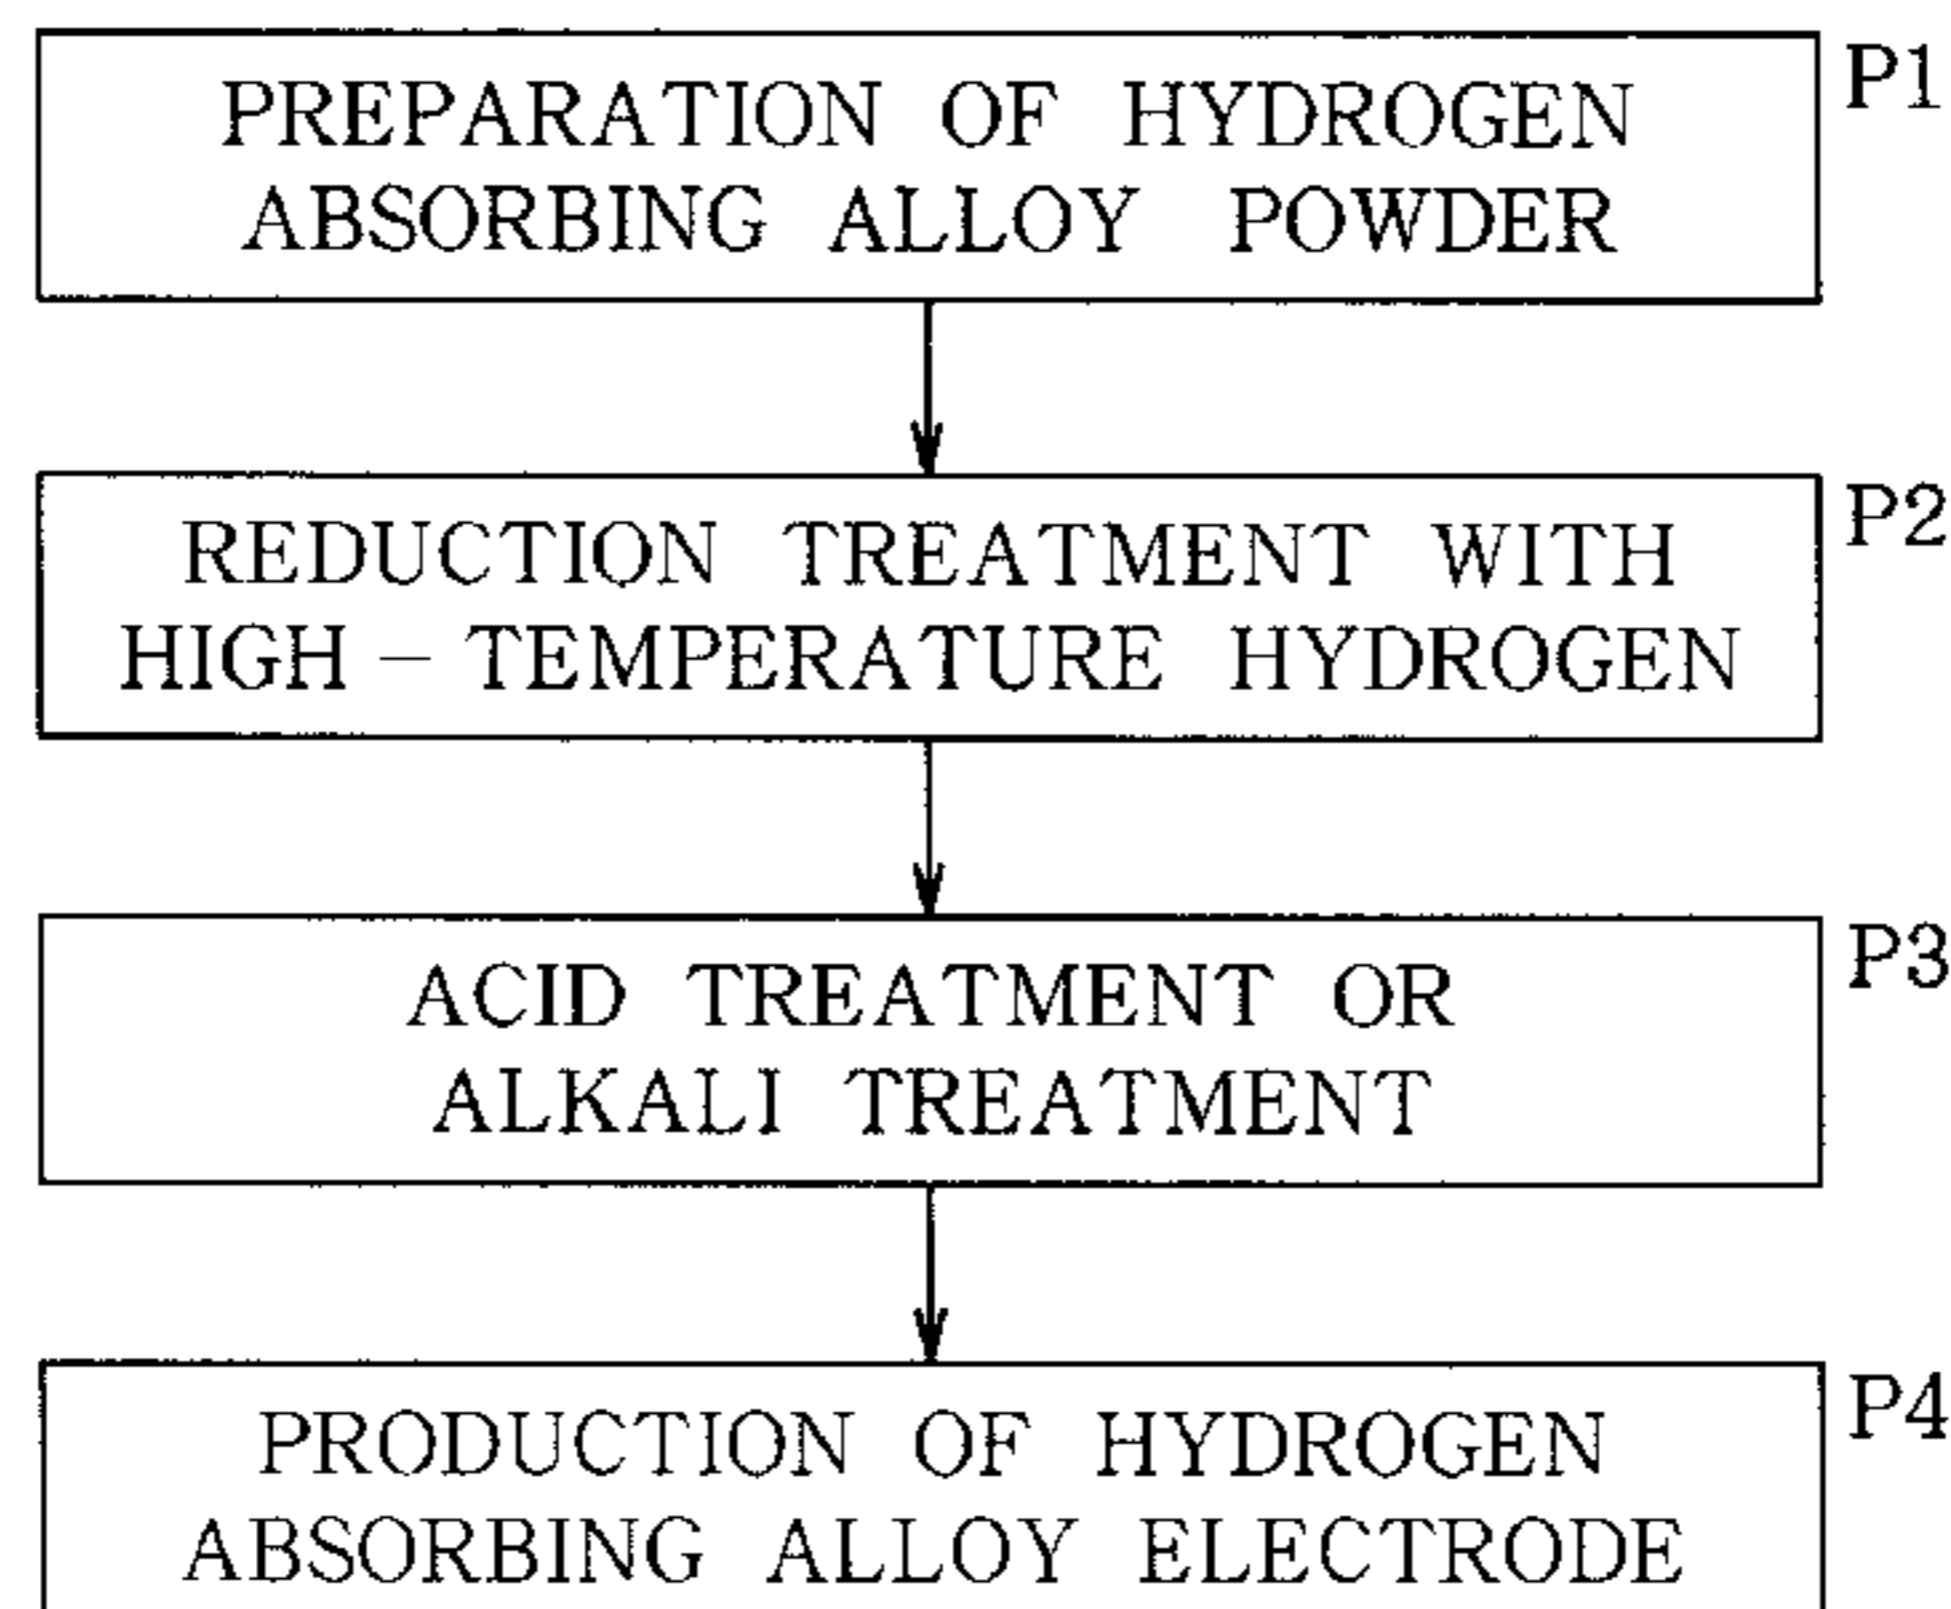 PREPARATION OF HYDROGEN P1
ABSORBING ALLOY POWDER
REDUCTION TREATMENT WITH P2
HIGH – TEMPERATURE HYDROGEN
ACID TREATMENT OR P3
ALKALI TREATMENT
PRODUCTION OF HYDROGEN P4
ABSORBING ALLOY ELECTRODE